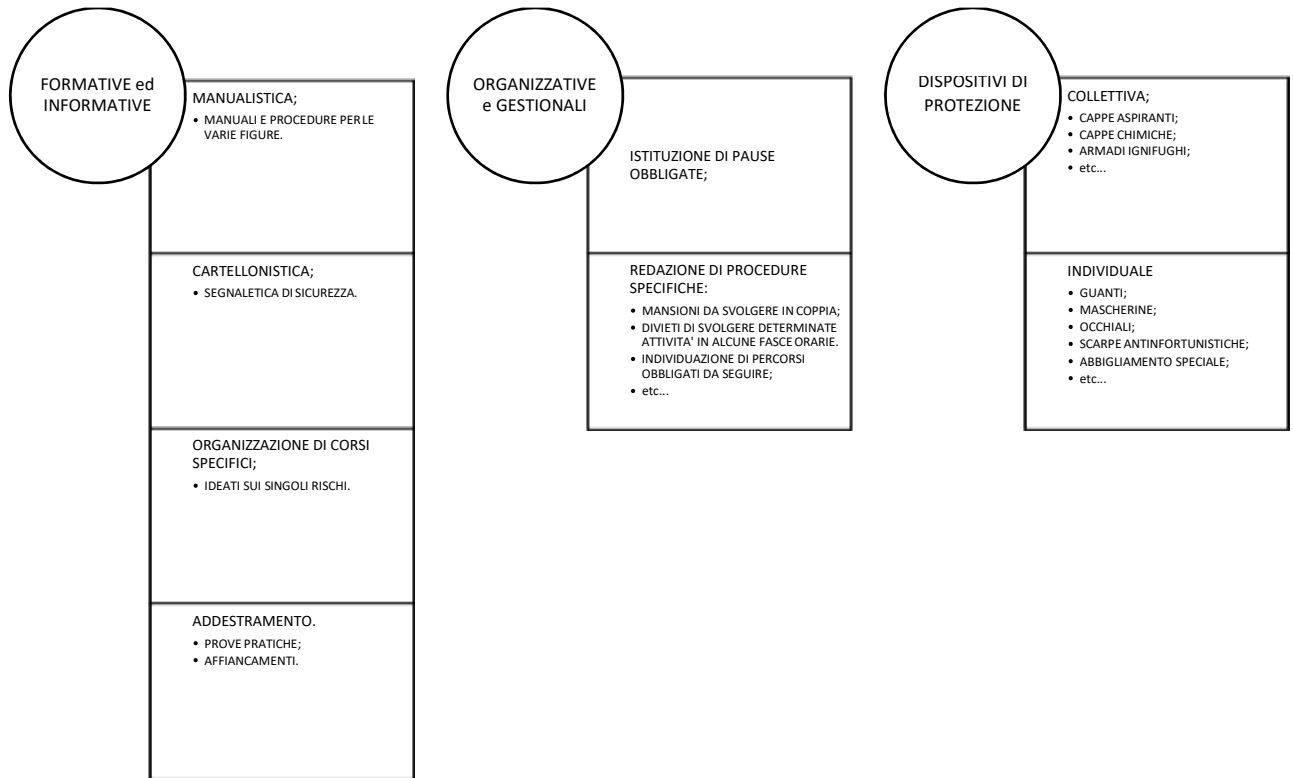 FORMATIVE ed
INFORMATIVE
MANUALISTICA;
• MANUALI E PROCEDURE PER LE
VARIE FIGURE.
CARTELLONISTICA;
• SEGNALETICA DI SICUREZZA.
ORGANIZZAZIONE DI CORSI
SPECIFICI;
• IDEATI SUI SINGOLI RISCHI.
ADDESTRAMENTO.
• PROVE PRATICHE;
• AFFIANCAMENTI.
ORGANIZZATIVE
e GESTIONALI
ISTITUZIONE DI PAUSE
OBBLIGATE;
REDAZIONE DI PROCEDURE
SPECIFICHE:
• MANSIONI DA SVOLGERE IN COPPIA;
• DIVIETI DI SVOLGERE DETERMINATE
ATTIVITA' IN ALCUNE FASCE ORARIE.
• INDIVIDUAZIONE DI PERCORSI
OBBLIGATI DA SEGUIRE;
• etc...
DISPOSITIVI DI
PROTEZIONE
COLLETTIVA;
• CAPPE ASPIRANTI;
• CAPPE CHIMICHE;
• ARMADI IGNIFUGHI;
• etc...
INDIVIDUALE
• GUANTI;
• MASCHERINE;
• OCCHIALI;
• SCARPE ANTINFORTUNISTICHE;
• ABBIGLIAMENTO SPECIALE;
• etc...